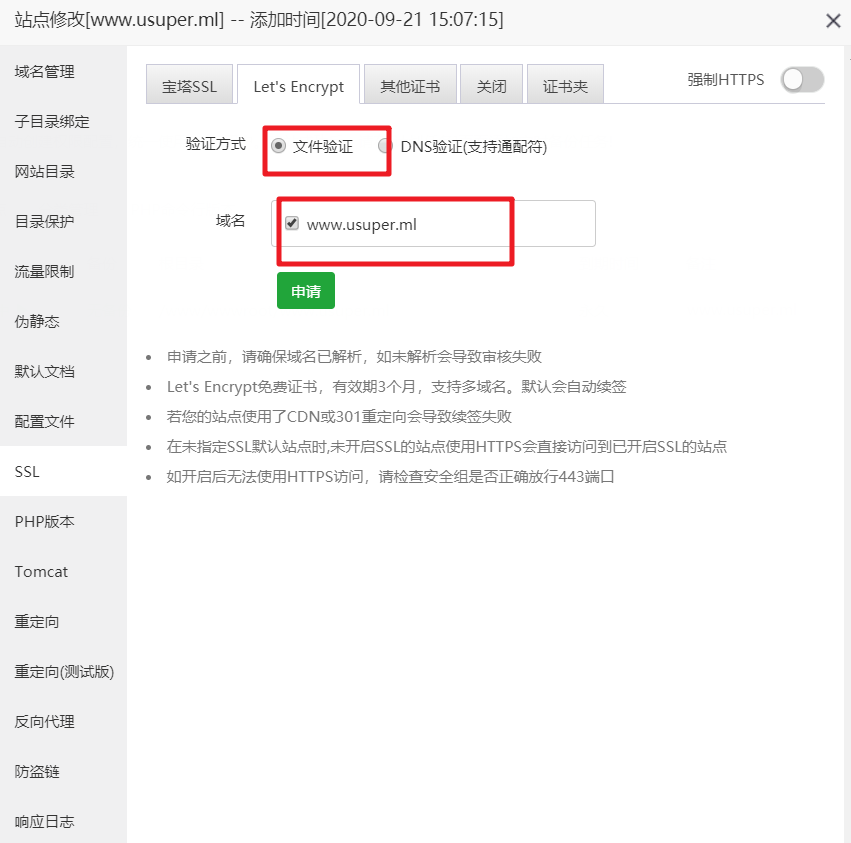 站点修改[www.usuper.ml] -- 添加时间[2020-09-21 15:07:15]
域名管理
子目录绑定
网站目录
目录保护
流量限制
伪静态
默认文档
配置文件
SSL
PHP版本
Tomcat
重定向
重定向(测试版)
反向代理
防盗链
响应日志
宝塔SSL
Let's Encrypt
其他证书
关闭
证书夹
强制HTTPS
验证方式
文件验证
DNS验证(支持通配符)
域名
www.usuper.ml
申请
申请之前，请确保域名已解析，如未解析会导致审核失败
Let's Encrypt免费证书，有效期3个月，支持多域名。默认会自动续签
若您的站点使用了CDN或301重定向会导致续签失败
在未指定SSL默认站点时,未开启SSL的站点使用HTTPS会直接访问到已开启SSL的站点
如开启后无法使用HTTPS访问，请检查安全组是否正确放行443端口